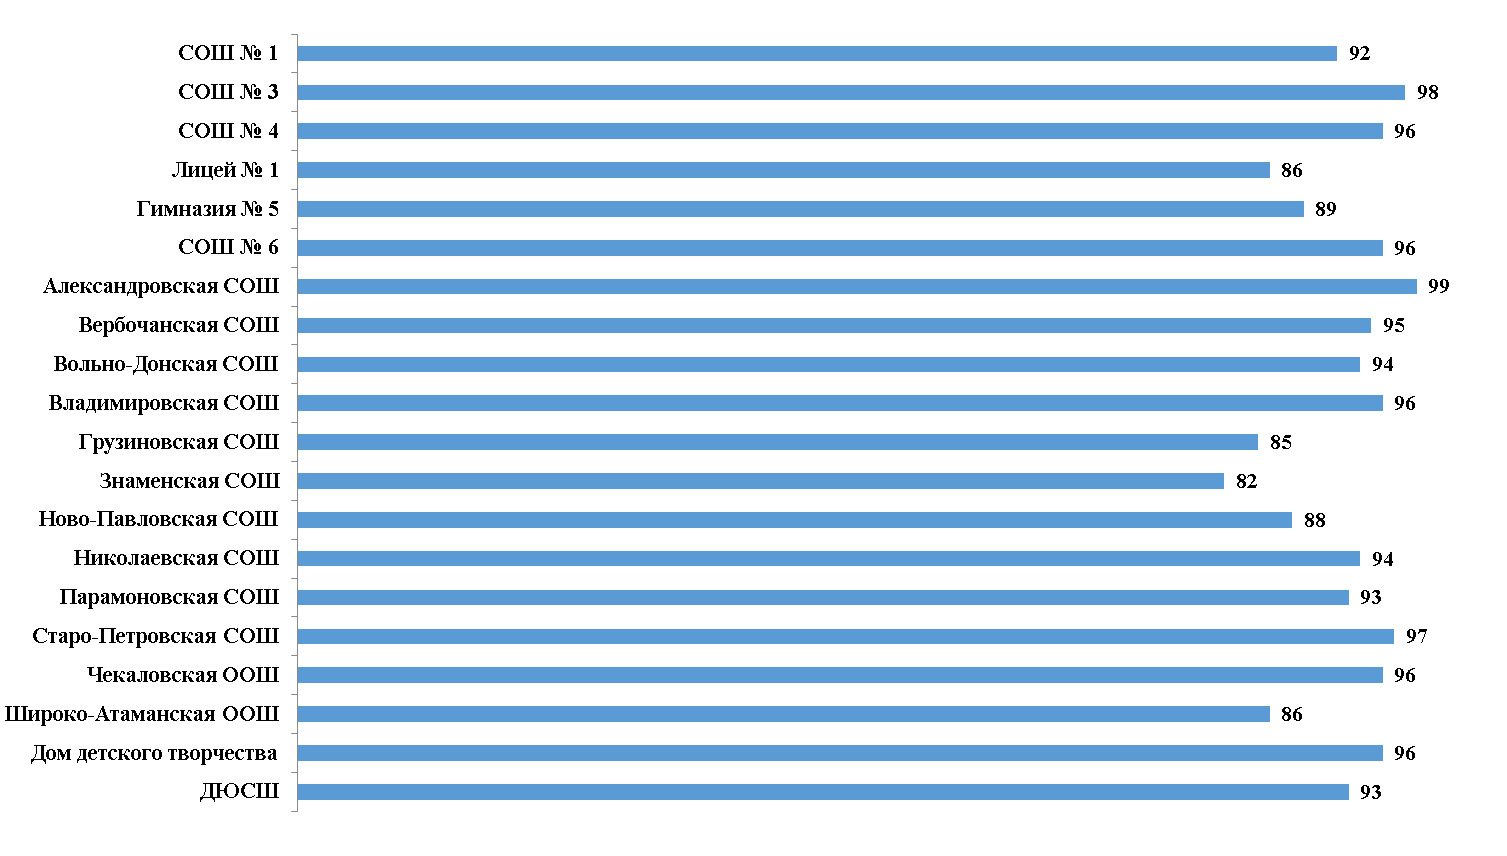 СОШ № 1 92
СОШ № 3 98
СОШ № 4 96
Лицей № 1 86
Гимназия № 5 89
СОШ № 6 96
Александровская СОШ 99
Вербочанская СОШ 95
Вольно-Донская СОШ 94
Владимировская СОШ 96
Грузиновская СОШ 85
Знаменская СОШ 82
Ново-Павловская СОШ 88
Николаевская СОШ 94
Парамоновская СОШ 93
Старо-Петровская СОШ 97
Чекаловская ООШ 96
Широко-Атаманская ООШ 86
Дом детского творчества 96
ДЮСШ 93